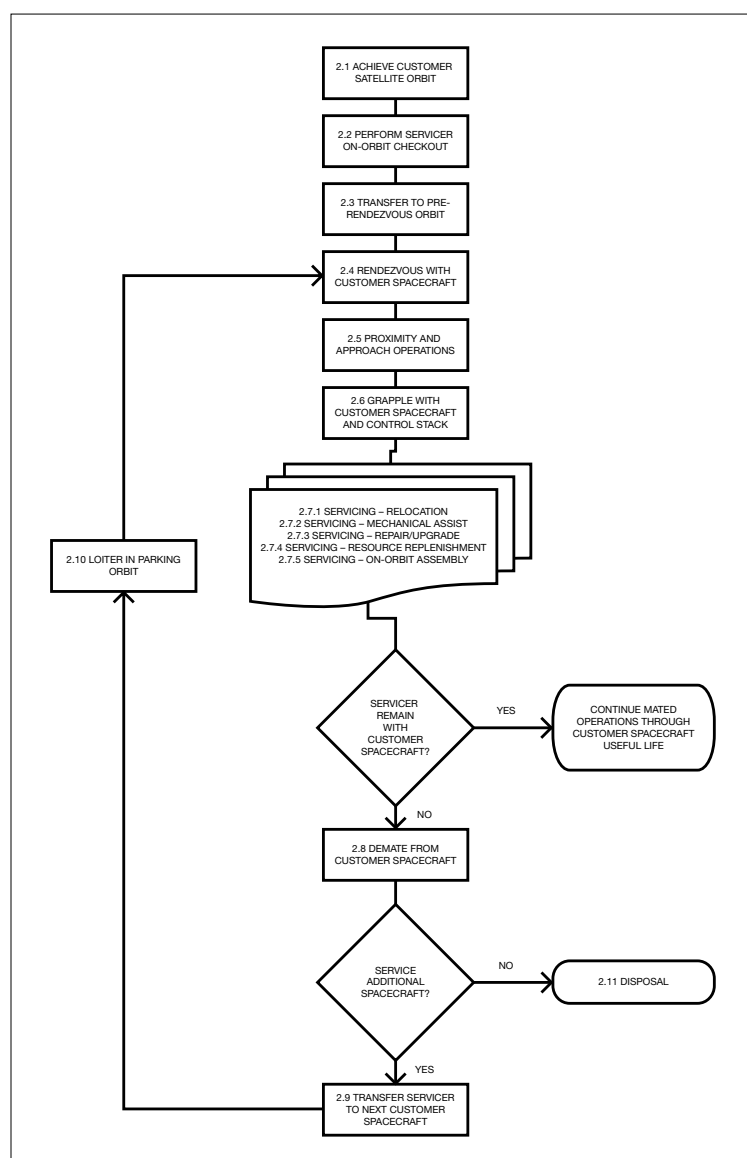 2.1 ACHIEVE CUSTOMER
SATELLITE ORBIT
2.2 PERFORM SERVICER
ON-ORBIT CHECKOUT
2.3 TRANSFER TO PRE-
RENDEZVOUS ORBIT
2.4 RENDEZVOUS WITH
CUSTOMER SPACECRAFT
2.5 PROXIMITY AND
APPROACH OPERATIONS
2.6 GRAPPLE WITH
CUSTOMER SPACECRAFT
AND CONTROL STACK
2.7.1 SERVICING – RELOCATION
2.7.2 SERVICING – MECHANICAL ASSIST
2.7.3 SERVICING – REPAIR/UPGRADE
2.7.4 SERVICING – RESOURCE REPLENISHMENT
2.7.5 SERVICING – ON-ORBIT ASSEMBLY
2.10 LOITER IN PARKING
ORBIT
SERVICER
REMAIN
WITH
CUSTOMER
SPACECRAFT?
YES
CONTINUE MATED
OPERATIONS THROUGH
CUSTOMER SPACECRAFT
USEFUL LIFE
NO
2.8 DEMATE FROM
CUSTOMER SPACECRAFT
SERVICE
ADDITIONAL
SPACECRAFT?
NO
2.11 DISPOSAL
YES
2.9 TRANSFER SERVICER
TO NEXT CUSTOMER
SPACECRAFT